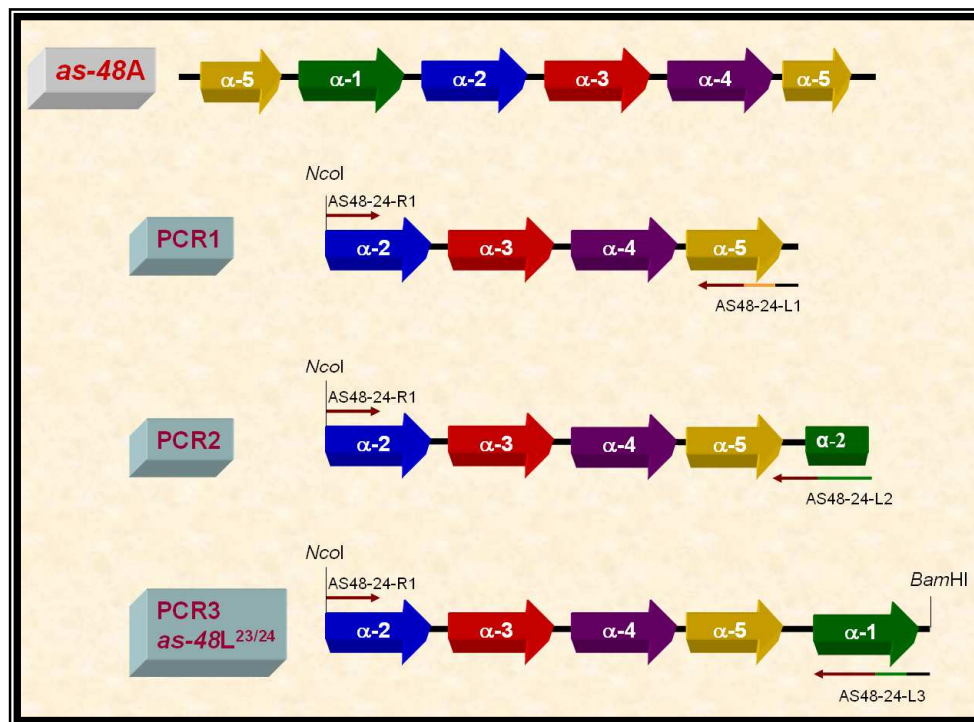 as-48A
α-5 α-1 α-2 α-3 α-4 α-5
NcoI
AS48-24-R1
PCR1
α-2 α-3 α-4 α-5
AS48-24-L1
NcoI
AS48-24-R1
PCR2
α-2 α-3 α-4 α-5 α-2
AS48-24-L2
NcoI
BamHI
AS48-24-R1
PCR3
as-48L23/24
α-2 α-3 α-4 α-5 α-1
AS48-24-L3